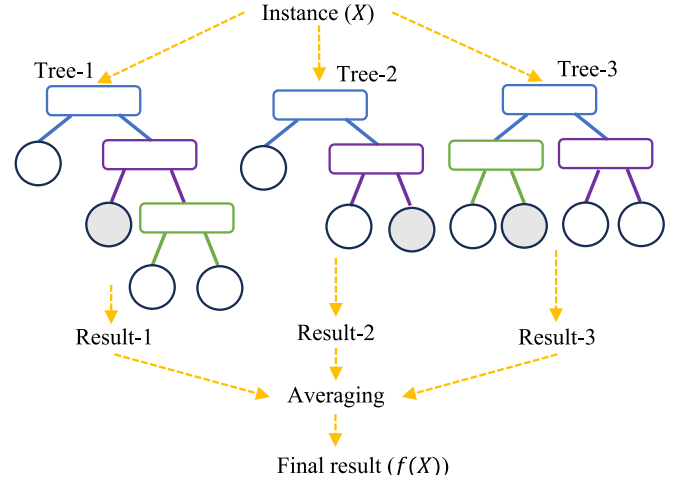 Instance (X)
Tree-1
Tree-2
Tree-3
Result-1
Result-2
Result-3
Averaging
Final result (f(X))